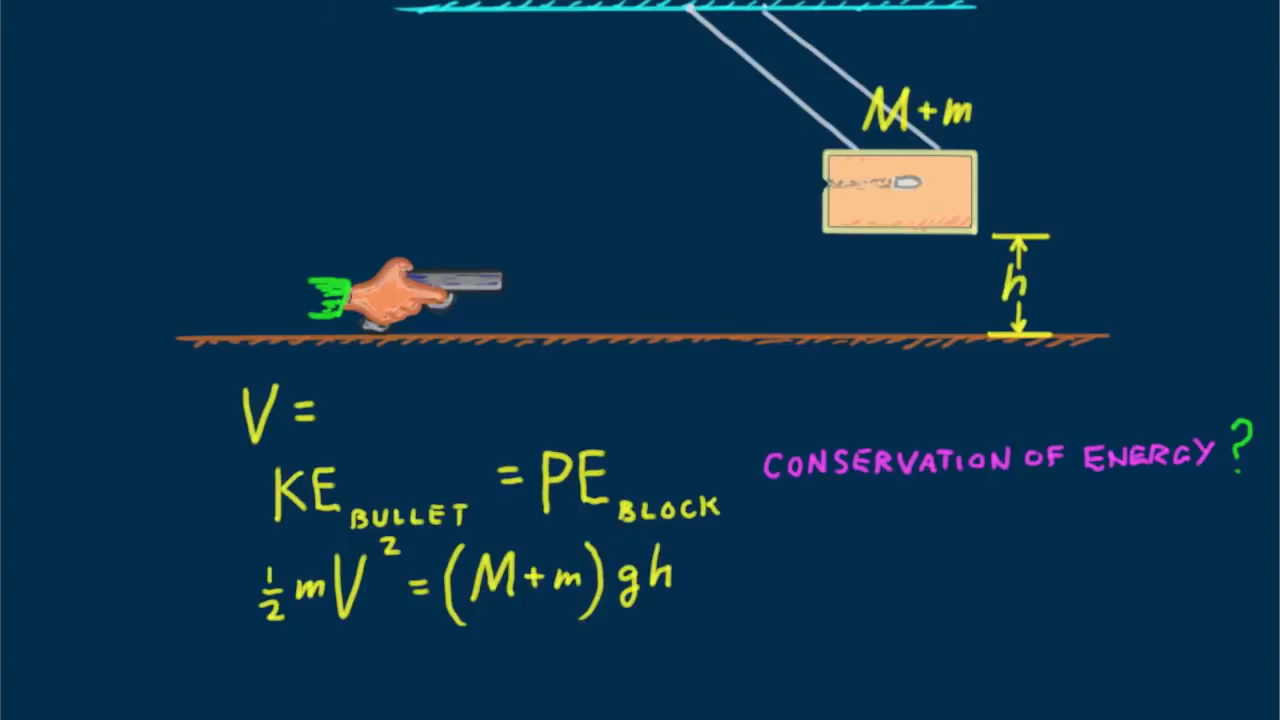 M+m
h
V =
CONSERVATION OF ENERGY?
KE BULLET = PE BLOCK
½ mV² = (M+m) gh